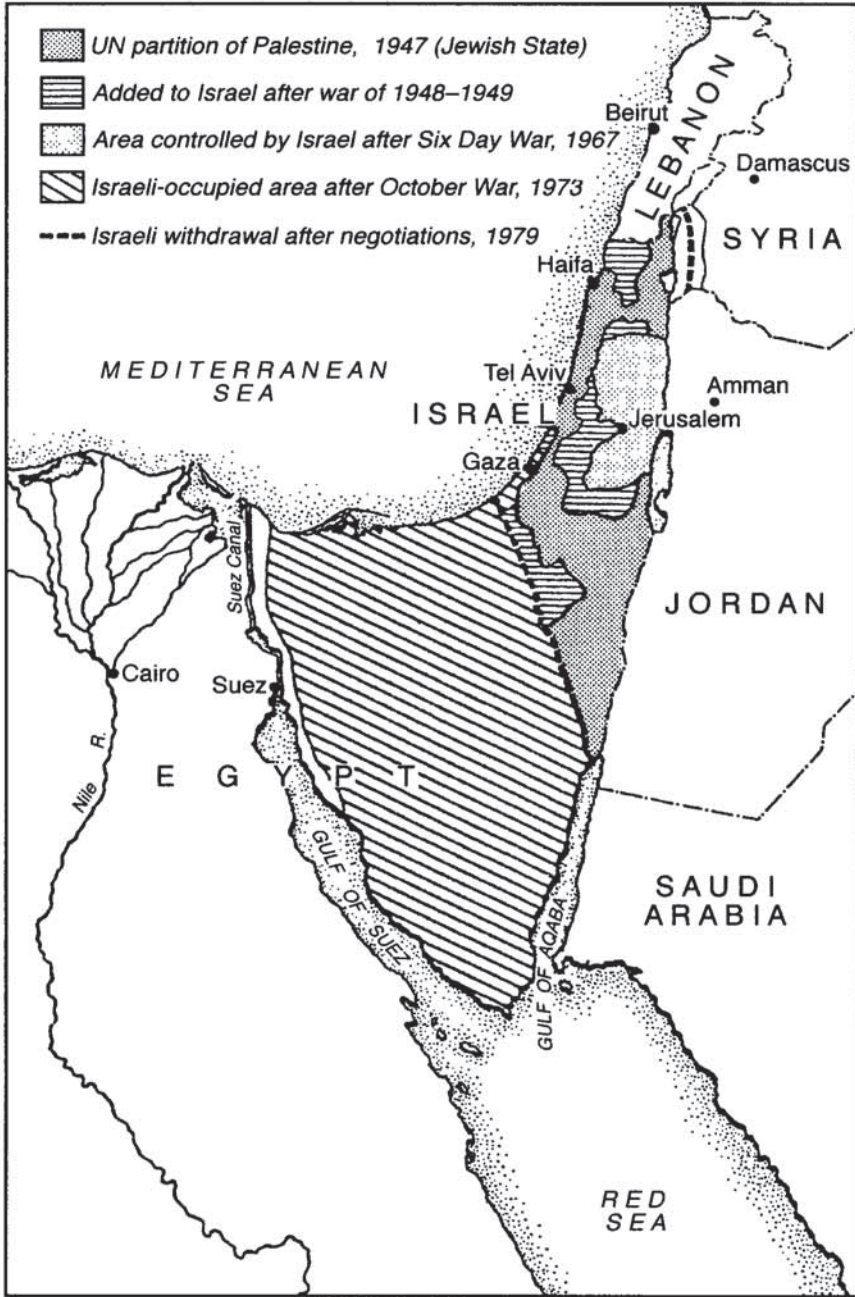 UN partition of Palestine, 1947 (Jewish State)
Added to Israel after war of 1948–1949
Area controlled by Israel after Six Day War, 1967
Israeli-occupied area after October War, 1973
Israeli withdrawal after negotiations, 1979
Beirut
LEBANON
Damascus
SYRIA
Haifa
MEDITERRANEAN
SEA
Tel Aviv
ISRAEL
Amman
Jerusalem
Gaza
Suez Canal
JORDAN
Cairo
Suez
Nile R.
EGYPT
GULF OF SUEZ
GULF OF AQABA
SAUDI
ARABIA
RED
SEA